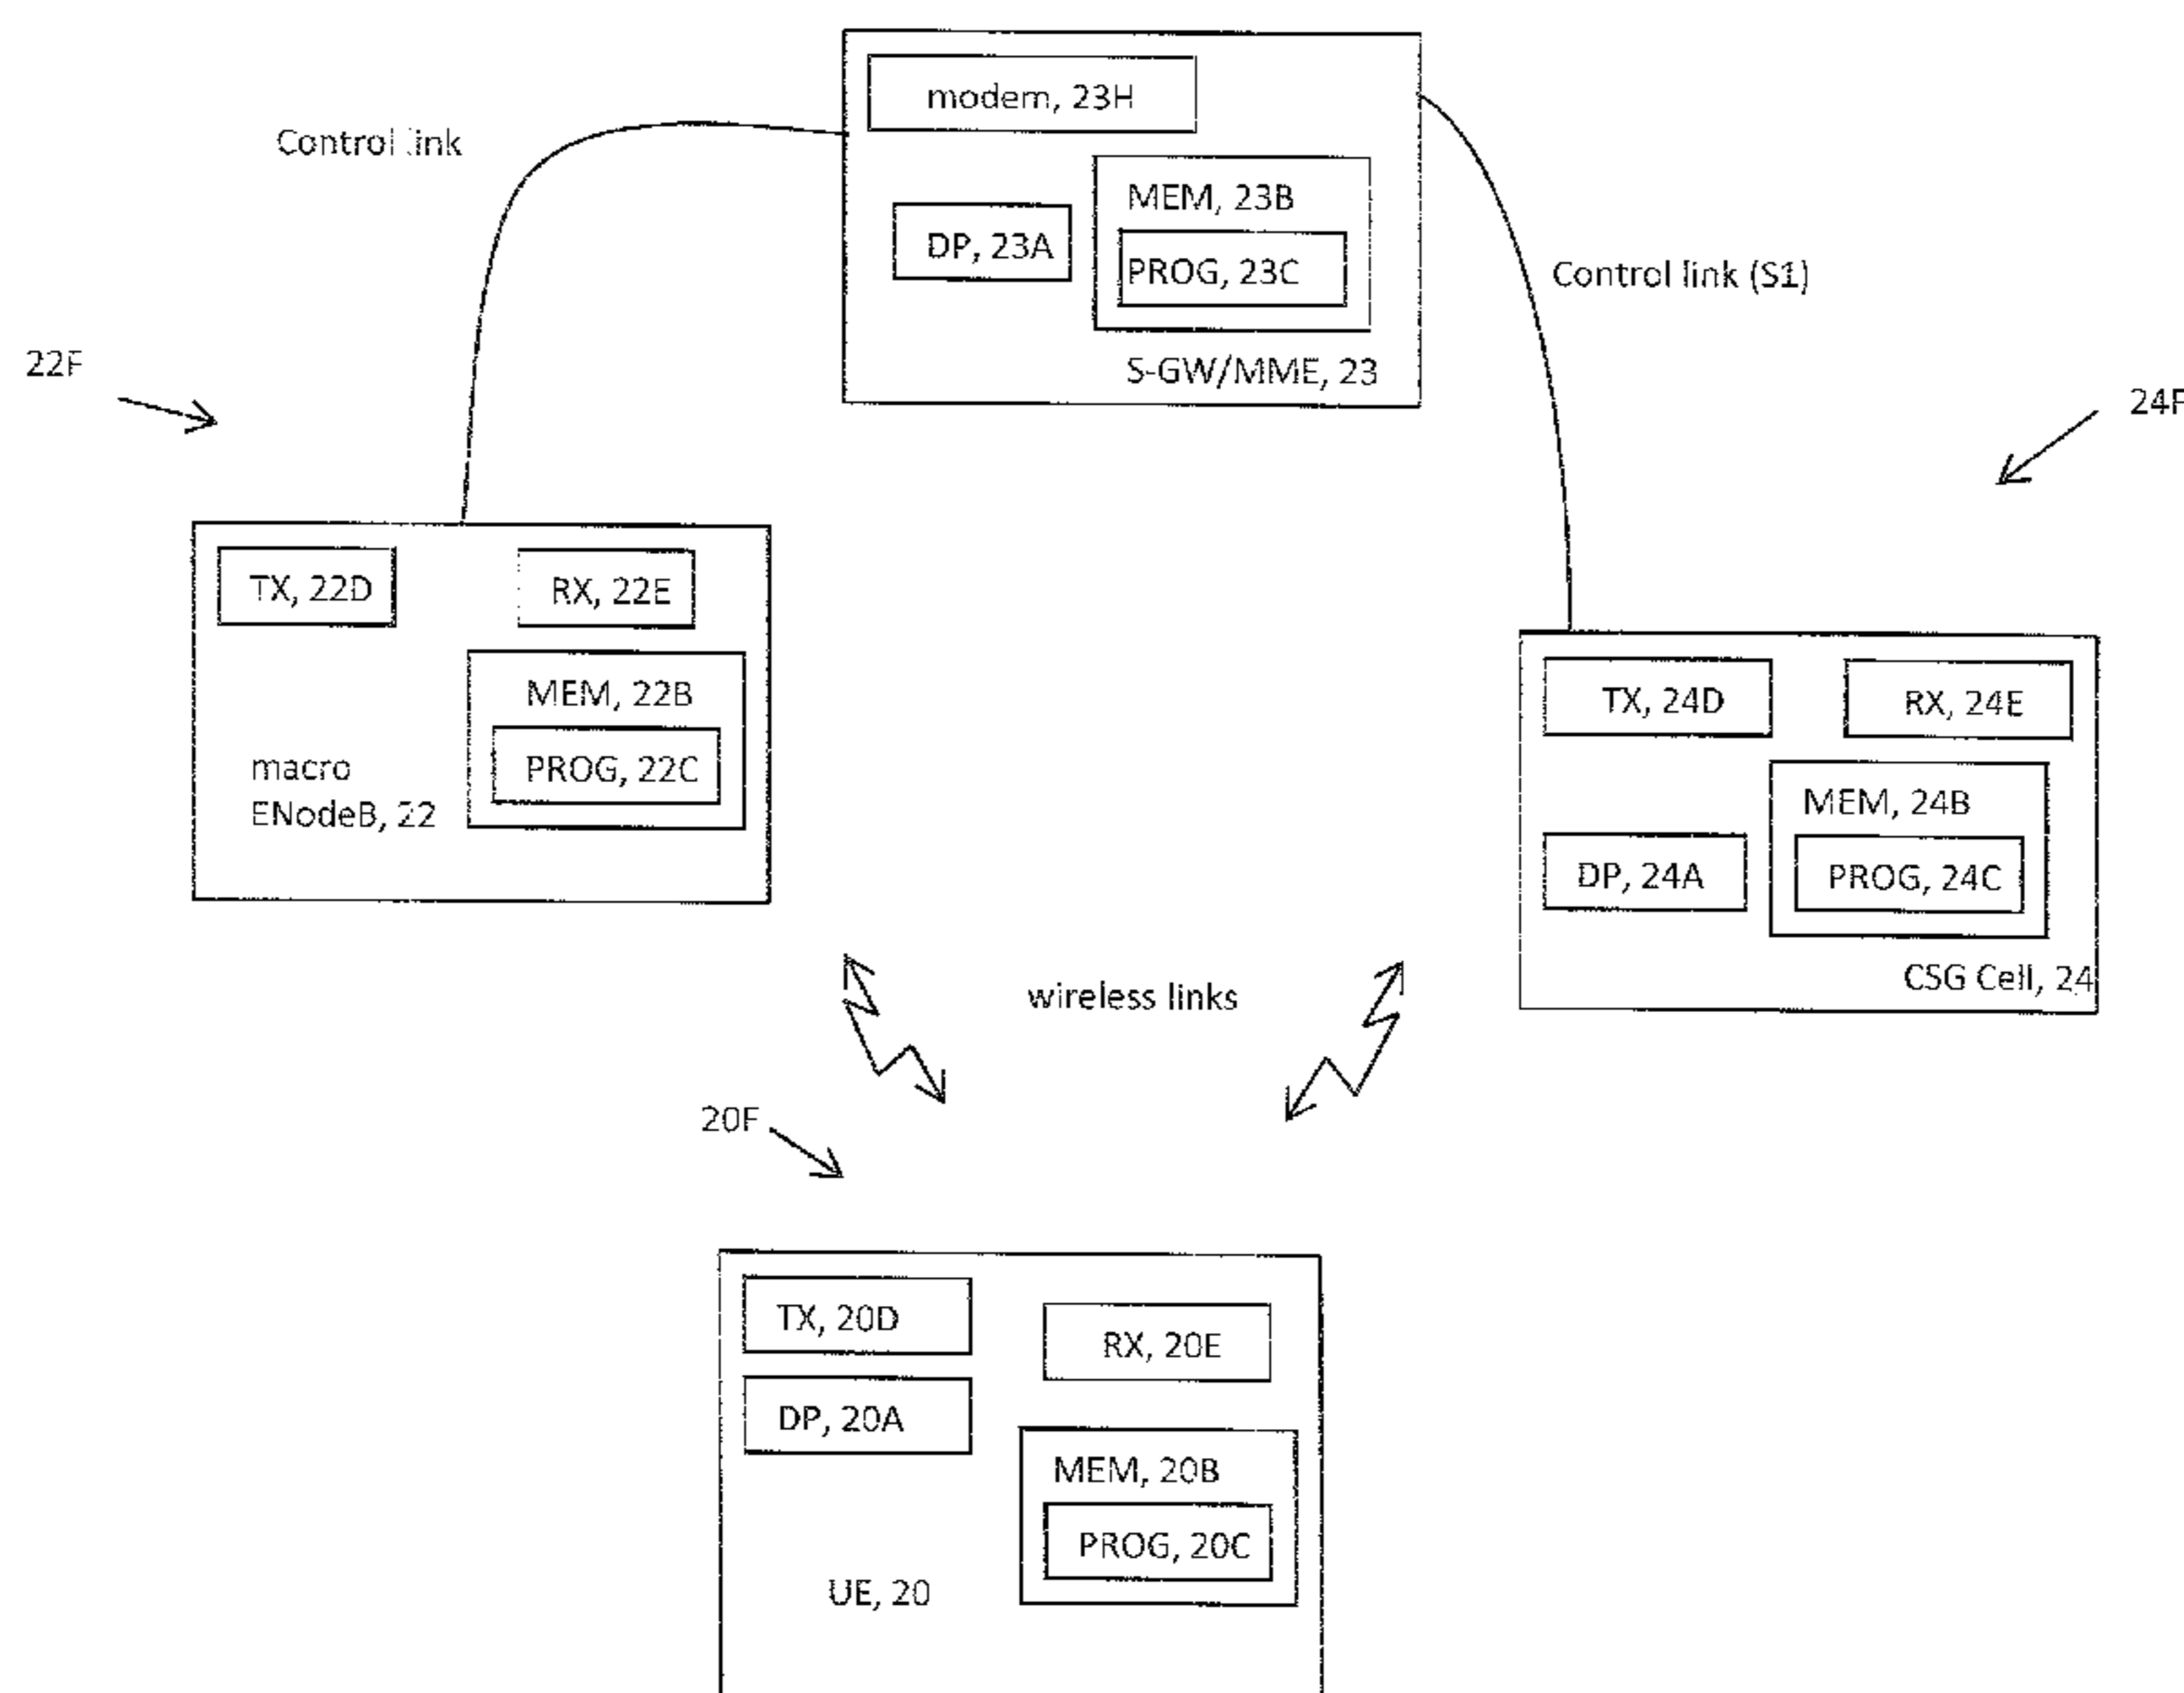 modem, 23H
Control link
MEM, 23B
DP, 23A
PROG, 23C
Control link (S1)
S-GW/MME, 23
22F
24F
TX, 22D
RX, 22E
MEM, 22B
PROG, 22C
macro
ENodeB, 22
TX, 24D
RX, 24E
MEM, 24B
DP, 24A
PROG, 24C
CSG Cell, 24
wireless links
20F
TX, 20D
RX, 20E
DP, 20A
MEM, 20B
PROG, 20C
UE, 20